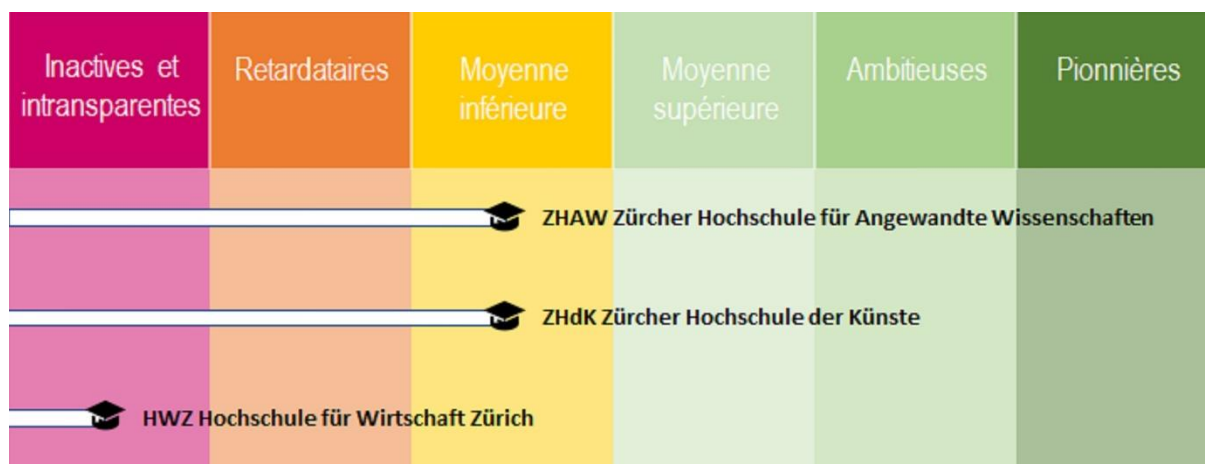 Inactives et
intransparentes
Retardataires
Moyenne
inférieure
Moyenne
supérieure
Ambitieuses
Pionnières
ZHAW Zürcher Hochschule für Angewandte Wissenschaften
ZHdK Zürcher Hochschule der Künste
HWZ Hochschule für Wirtschaft Zürich